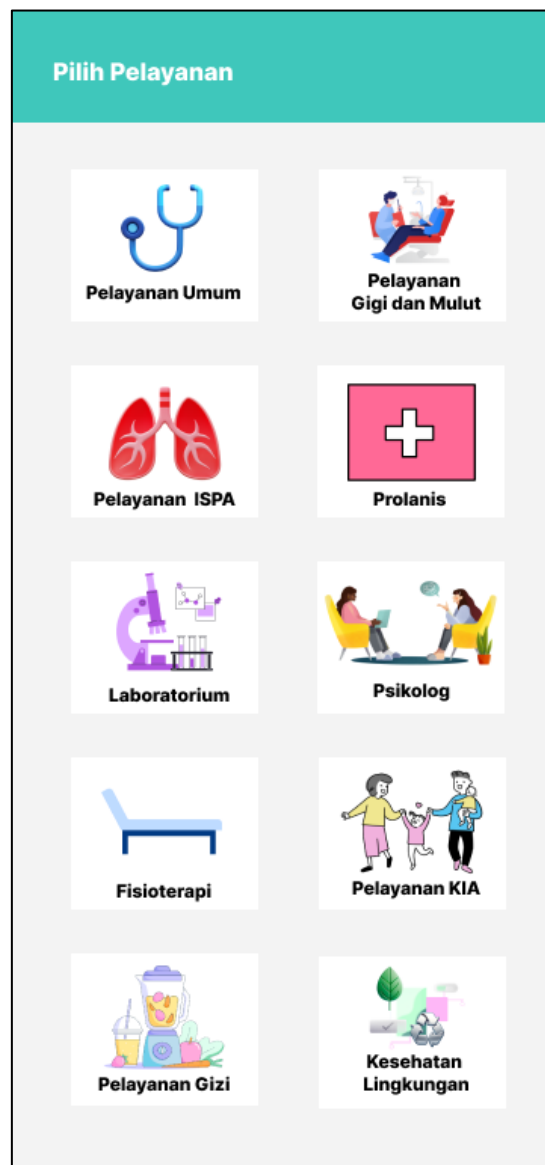 Pilih Pelayanan
Pelayanan Umum
Pelayanan
Gigi dan Mulut
Pelayanan ISPA
Prolanis
Laboratorium
Psikolog
Fisioterapi
Pelayanan KIA
Pelayanan Gizi
Kesehatan
Lingkungan